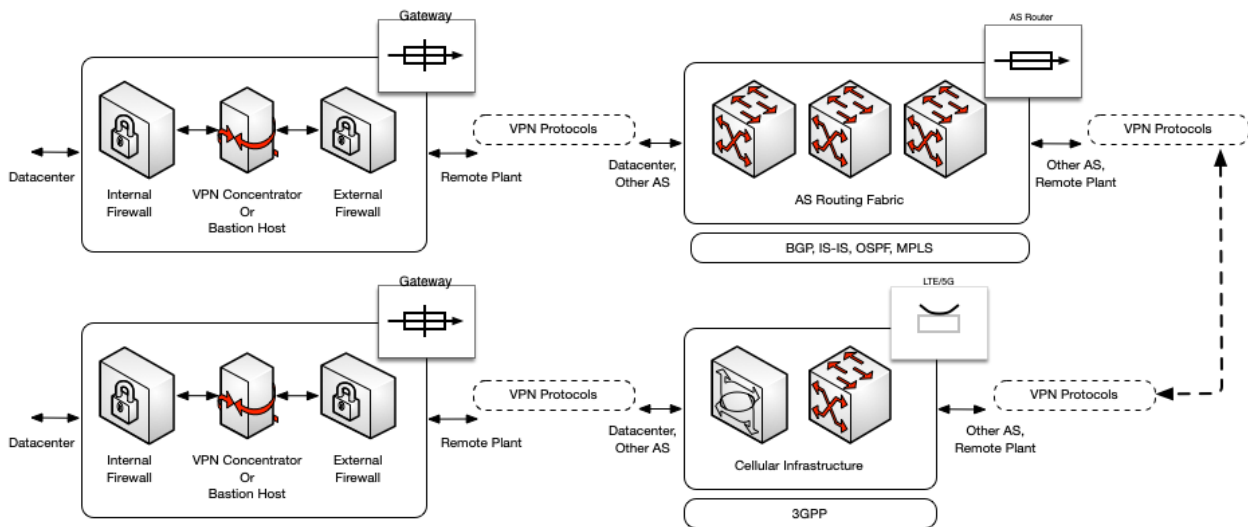 Gateway
AS Router
Datacenter
Internal
Firewall
VPN Concentrator
Or
Bastion Host
External
Firewall
Remote Plant
VPN Protocols
Datacenter,
Other AS
AS Routing Fabric
Other AS,
Remote Plant
VPN Protocols
BGP, IS-IS, OSPF, MPLS
Gateway
LTE/5G
Datacenter
Internal
Firewall
VPN Concentrator
Or
Bastion Host
External
Firewall
Remote Plant
VPN Protocols
Datacenter,
Other AS
Cellular Infrastructure
Other AS,
Remote Plant
VPN Protocols
3GPP